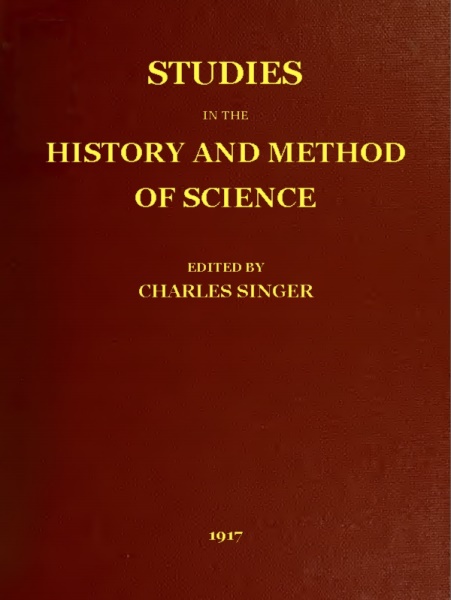 STUDIES
IN THE
HISTORY AND METHOD
OF SCIENCE
EDITED BY
CHARLES SINGER
1917